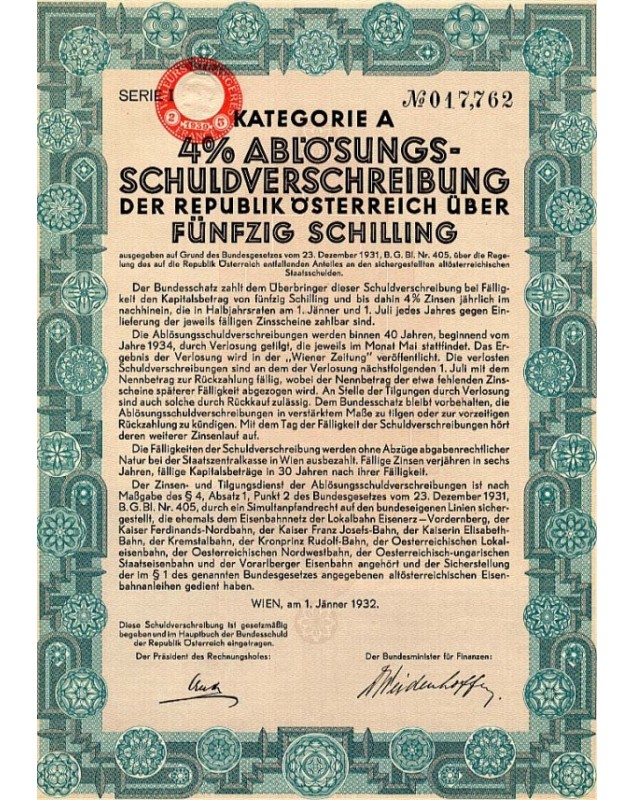 SERIE I
№ 017,762
VALEURS ÉTRANGÈRES
2 1936 5
FRANCS
KATEGORIE A
4% ABLÖSUNGS-
SCHULDVERSCHREIBUNG
DER REPUBLIK ÖSTERREICH ÜBER
FÜNFZIG SCHILLING
ausgegeben auf Grund des Bundesgesetzes vom 23. Dezember 1931, B. G. Bl. Nr. 405, über die Rege-
lung des auf die Republik Österreich entfallenden Anteiles an den sichergestellten altösterreichischen
Staatsschulden.
Der Bundesschatz zahlt dem Überbringer dieser Schuldverschreibung bei Fällig-
keit den Kapitalsbetrag von fünfzig Schilling und bis dahin 4% Zinsen jährlich im
nachhinein, die in Halbjahrsraten am 1. Jänner und 1. Juli jedes Jahres gegen Ein-
lieferung der jeweils fälligen Zinsscheine zahlbar sind.
Die Ablösungsschuldverschreibungen werden binnen 40 Jahren, beginnend vom
Jahre 1934, durch Verlosung getilgt, die jeweils im Monat Mai stattfindet. Das Er-
gebnis der Verlosung wird in der „Wiener Zeitung" veröffentlicht. Die verlosten
Schuldverschreibungen sind an dem der Verlosung nächstfolgenden 1. Juli mit dem
Nennbetrag zur Rückzahlung fällig, wobei der Nennbetrag der etwa fehlenden Zins-
scheine späterer Fälligkeit abgezogen wird. An Stelle der Tilgungen durch Verlosung
sind auch solche durch Rückkauf zulässig. Dem Bundesschatz bleibt vorbehalten, die
Ablösungsschuldverschreibungen in verstärktem Maße zu tilgen oder zur vorzeitigen
Rückzahlung zu kündigen. Mit dem Tag der Fälligkeit der Schuldverschreibungen hört
deren weiterer Zinsenlauf auf.
Die Fälligkeiten der Schuldverschreibung werden ohne Abzüge abgabenrechtlicher
Natur bei der Staatszentralkasse in Wien ausbezahlt. Fällige Zinsen verjähren in sechs
Jahren, fällige Kapitalsbeträge in 30 Jahren nach ihrer Fälligkeit.
Der Zinsen- und Tilgungsdienst der Ablösungsschuldverschreibungen ist nach
Maßgabe des § 4, Absatz 1, Punkt 2 des Bundesgesetzes vom 23. Dezember 1931,
B. G. Bl. Nr. 405, durch ein Simultanpfandrecht auf den bundeseigenen Linien sicher-
gestellt, die ehemals dem Eisenbahnnetz der Lokalbahn Eisenerz—Vordernberg, der
Kaiser Ferdinands-Nordbahn, der Kaiser Franz Josefs-Bahn, der Kaiserin Elisabeth-
Bahn, der Kremstalbahn, der Kronprinz Rudolf-Bahn, der Oesterreichischen Lokal-
eisenbahn, der Oesterreichischen Nordwestbahn, der Oesterreichisch-ungarischen
Staatseisenbahn und der Vorarlberger Eisenbahn angehört und der Sicherstellung
der im § 1 des genannten Bundesgesetzes angegebenen altösterreichischen Eisen-
bahnanleihen gedient haben.
WIEN, am 1. Jänner 1932.
Diese Schuldverschreibung ist gesetzmäßig
begeben und im Hauptbuch der Bundesschuld
der Republik Österreich eingetragen.
Der Präsident des Rechnungshofes:
Der Bundesminister für Finanzen:
Weidenhoffer